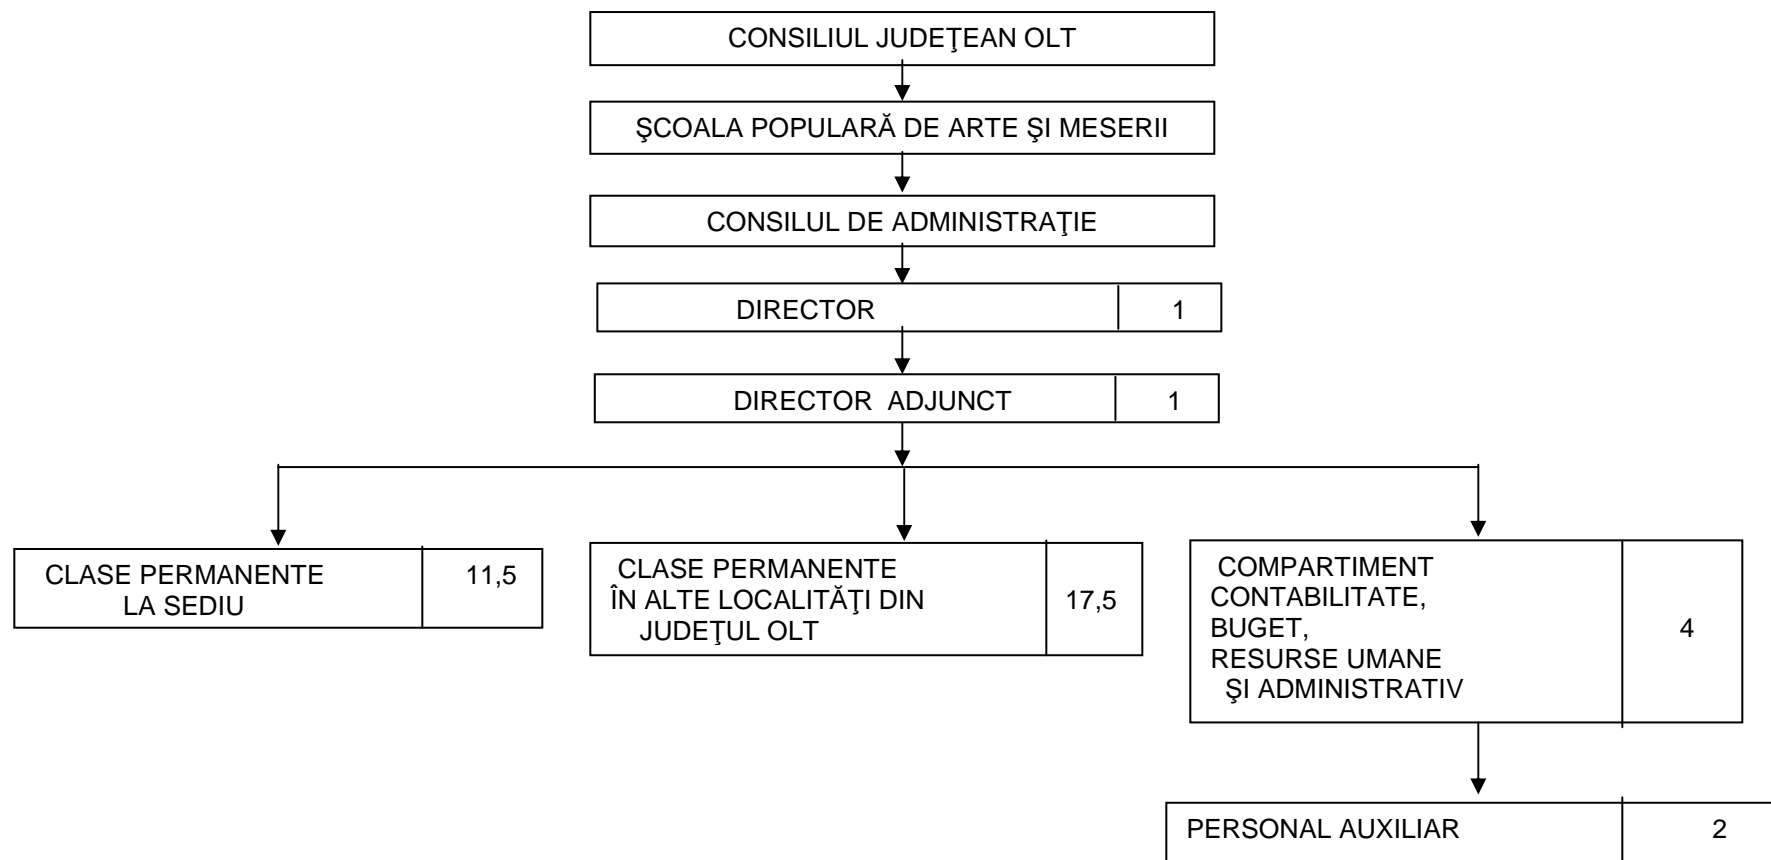 CONSILIUL JUDEŢEAN OLT
ŞCOALA POPULARĂ DE ARTE ŞI MESERII
CONSILUL DE ADMINISTRAŢIE
DIRECTOR 1
DIRECTOR ADJUNCT 1
CLASE PERMANENTE 11,5
LA SEDIU
CLASE PERMANENTE
ÎN ALTE LOCALITĂŢI DIN 17,5
JUDEŢUL OLT
COMPARTIMENT
CONTABILITATE,
BUGET, 4
RESURSE UMANE
ŞI ADMINISTRATIV
PERSONAL AUXILIAR 2